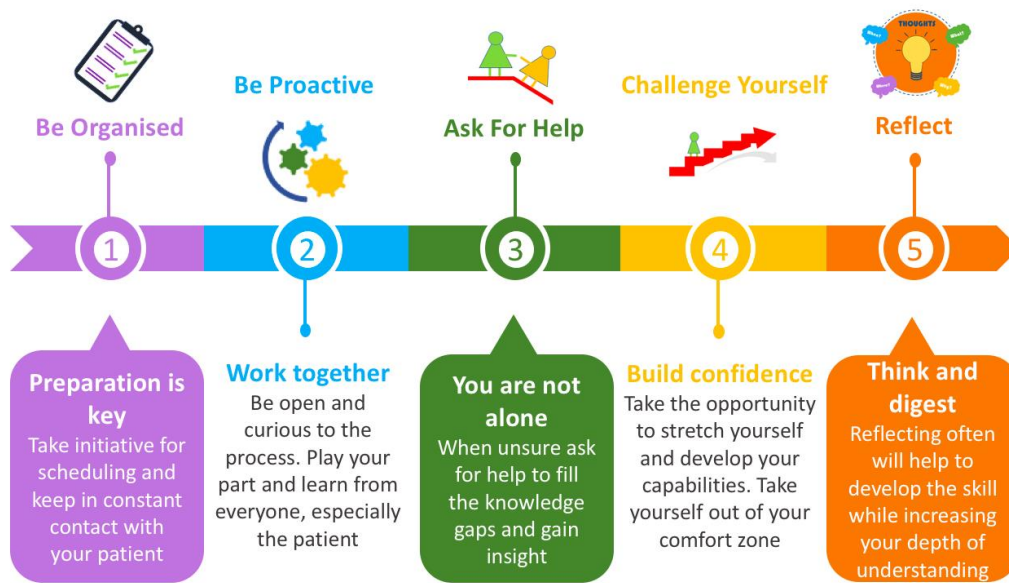 Be Organised
1
Preparation is
key
Take initiative for
scheduling and
keep in constant
contact with
your patient
Be Proactive
2
Work together
Be open and
curious to the
process. Play your
part and learn from
everyone, especially
the patient
Ask For Help
3
You are not
alone
When unsure ask
for help to fill
the knowledge
gaps and gain
insight
Challenge Yourself
4
Build confidence
Take the opportunity
to stretch yourself
and develop your
capabilities. Take
yourself out of your
comfort zone
THOUGHTS
Reflect
5
Think and
digest
Reflecting often
will help to
develop the skill
while increasing
your depth of
understanding